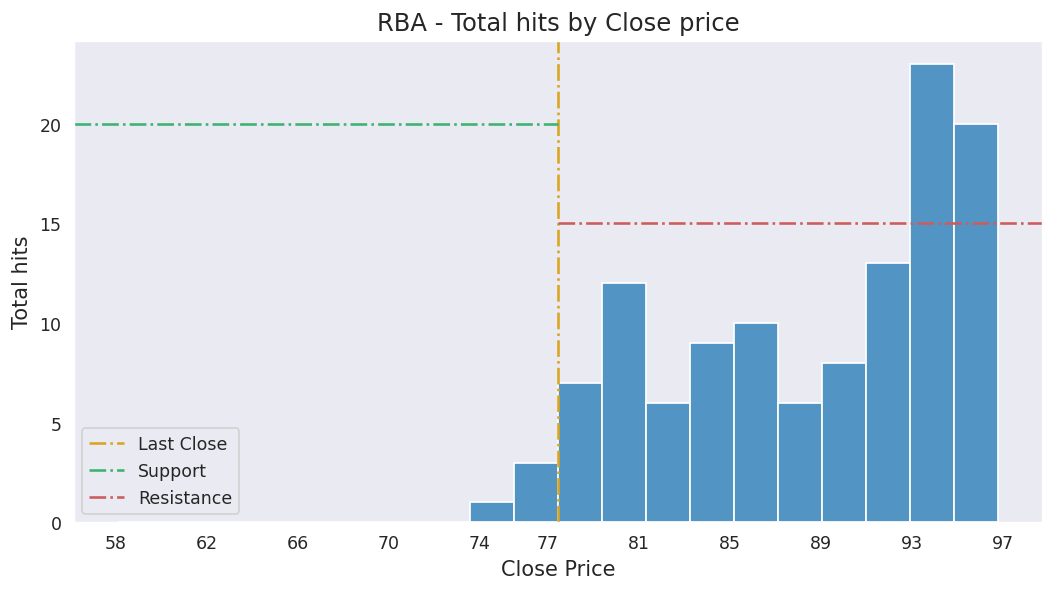 RBA - Total hits by Close price
Total hits
20
15
10
5
0
Last Close
Support
Resistance
58 62 66 70 74 77 81 85 89 93 97
Close Price